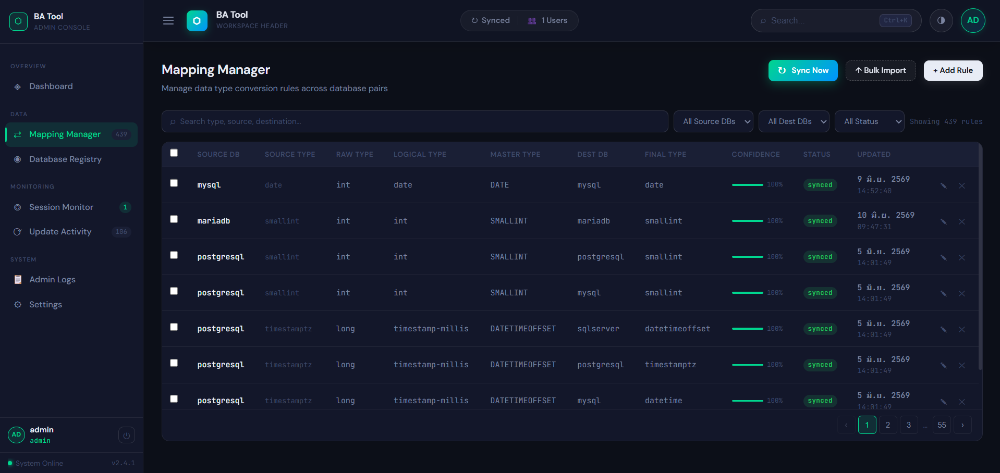 BA Tool
ADMIN CONSOLE
OVERVIEW
Dashboard
DATA
Mapping Manager 439
Database Registry
MONITORING
Session Monitor 1
Update Activity 106
SYSTEM
Admin Logs
Settings
AD admin
admin
System Online v2.4.1
BA Tool
WORKSPACE HEADER
Synced 1 Users
Search... Ctrl+K
AD
Mapping Manager
Manage data type conversion rules across database pairs
Sync Now
↑ Bulk Import
+ Add Rule
Search type, source, destination...
All Source DBs
All Dest DBs
All Status
Showing 439 rules
SOURCE DB SOURCE TYPE RAW TYPE LOGICAL TYPE MASTER TYPE DEST DB FINAL TYPE CONFIDENCE STATUS UPDATED
mysql date int date DATE mysql date 100% synced 9 มิ.ย. 2569
14:52:40
mariadb smallint int int SMALLINT mariadb smallint 100% synced 10 มิ.ย. 2569
09:47:31
postgresql smallint int int SMALLINT postgresql smallint 100% synced 5 มิ.ย. 2569
14:01:49
postgresql smallint int int SMALLINT mysql smallint 100% synced 5 มิ.ย. 2569
14:01:49
postgresql timestamptz long timestamp-millis DATETIMEOFFSET sqlserver datetimeoffset 100% synced 5 มิ.ย. 2569
14:01:49
postgresql timestamptz long timestamp-millis DATETIMEOFFSET postgresql timestamptz 100% synced 5 มิ.ย. 2569
14:01:49
postgresql timestamptz long timestamp-millis DATETIMEOFFSET mysql datetime 100% synced 5 มิ.ย. 2569
14:01:49
‹ 1 2 3 … 55 ›